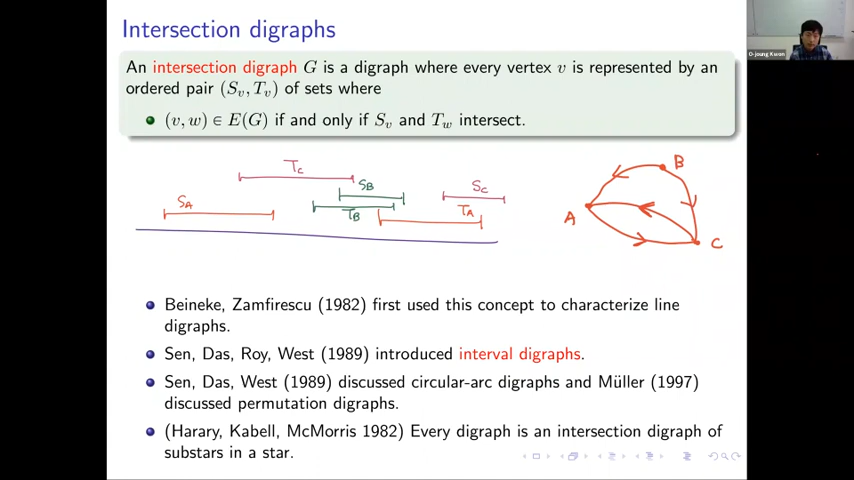 Intersection digraphs
An intersection digraph G is a digraph where every vertex v is represented by an
ordered pair (S_v, T_v) of sets where
(v, w) ∈ E(G) if and only if S_v and T_w intersect.
T_C
S_B
S_C
S_A
T_B
T_A
B
A
C
Beineke, Zamfirescu (1982) first used this concept to characterize line
digraphs.
Sen, Das, Roy, West (1989) introduced interval digraphs.
Sen, Das, West (1989) discussed circular-arc digraphs and Müller (1997)
discussed permutation digraphs.
(Harary, Kabell, McMorris 1982) Every digraph is an intersection digraph of
substars in a star.
O-joung Kwon